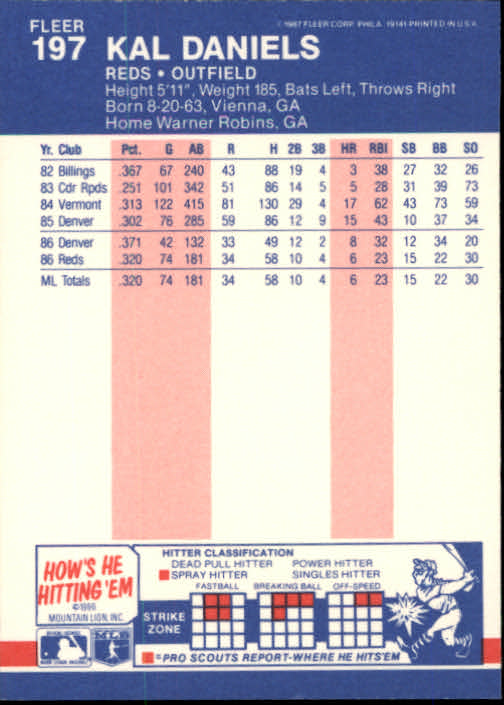 FLEER
197 KAL DANIELS
© 1987 FLEER CORP. PHILA. 19141-PRINTED IN U.S.A.
REDS • OUTFIELD
Height 5'11", Weight 185, Bats Left, Throws Right
Born 8-20-63, Vienna, GA
Home Warner Robins, GA
Yr. Club Pct. G AB R H 2B 3B HR RBI SB BB SO
82 Billings .367 67 240 43 88 19 4 3 38 27 32 26
83 Cdr Rpds .251 101 342 51 86 14 5 5 28 31 39 73
84 Vermont .313 122 415 81 130 29 4 17 62 43 73 59
85 Denver .302 76 285 59 86 12 9 15 43 10 37 34
86 Denver .371 42 132 33 49 12 2 8 32 12 34 20
86 Reds .320 74 181 34 58 10 4 6 23 15 22 30
ML Totals .320 74 181 34 58 10 4 6 23 15 22 30
HOW'S HE
HITTING 'EM
©1986
MOUNTAIN LION, INC
HITTER CLASSIFICATION
DEAD PULL HITTER POWER HITTER
SPRAY HITTER SINGLES HITTER
FASTBALL BREAKING BALL OFF-SPEED
STRIKE
ZONE
=PRO SCOUTS REPORT-WHERE HE HITS'EM